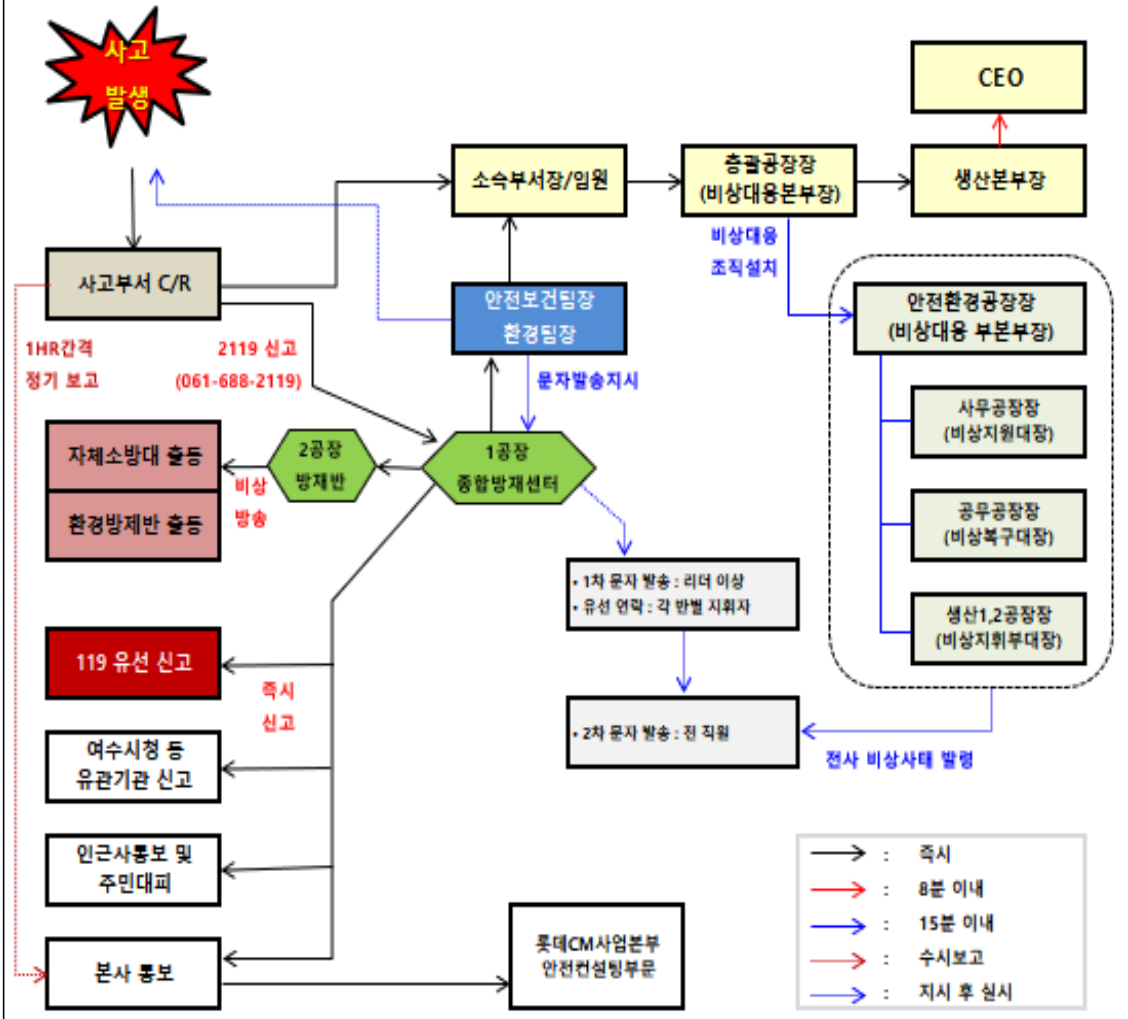 사고
발생
CEO
소속부서장/임원
총괄공장장
(비상대응본부장)
생산본부장
비상대응
조직설치
사고부서 C/R
안전보건팀장
환경팀장
안전환경공장장
(비상대응 부본부장)
1HR간격
정기 보고
2119 신고
(061-688-2119)
문자발송지시
사무공장장
(비상지원대장)
자체소방대 출동
환경방제반 출동
비상
방송
2공장
방재반
1공장
종합방재센터
공무공장장
(비상복구대장)
• 1차 문자 발송 : 리더 이상
• 유선 연락 : 각 반별 지휘자
생산1,2공장장
(비상지휘부대장)
119 유선 신고
즉시
신고
• 2차 문자 발송 : 전 직원
전사 비상사태 발령
여수시청 등
유관기관 신고
인근사통보 및
주민대피
본사 통보
롯데CM사업본부
안전컨설팅부문
: 즉시
: 8분 이내
: 15분 이내
: 수시보고
: 지시 후 실시